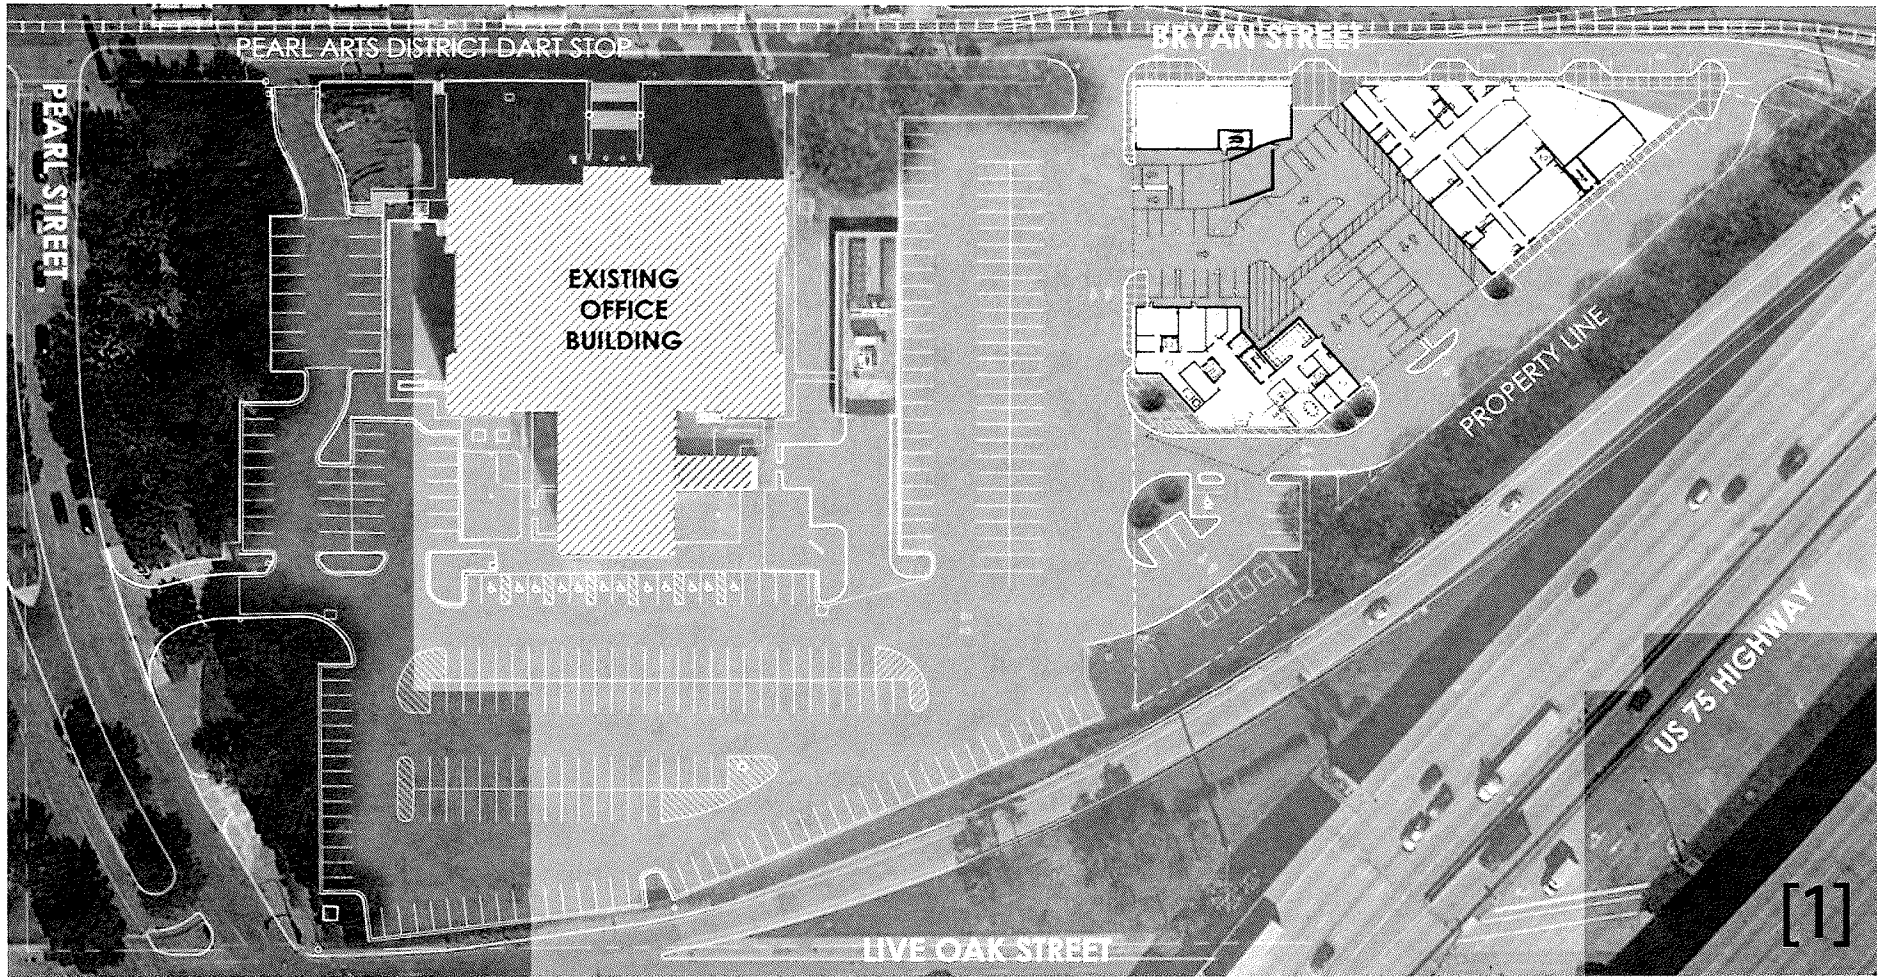 PEARL ARTS DISTRICT DART STOP
BRYAN STREET
PEARL STREET
EXISTING
OFFICE
BUILDING
PROPERTY LINE
US 75 HIGHWAY
LIVE OAK STREET
[1]